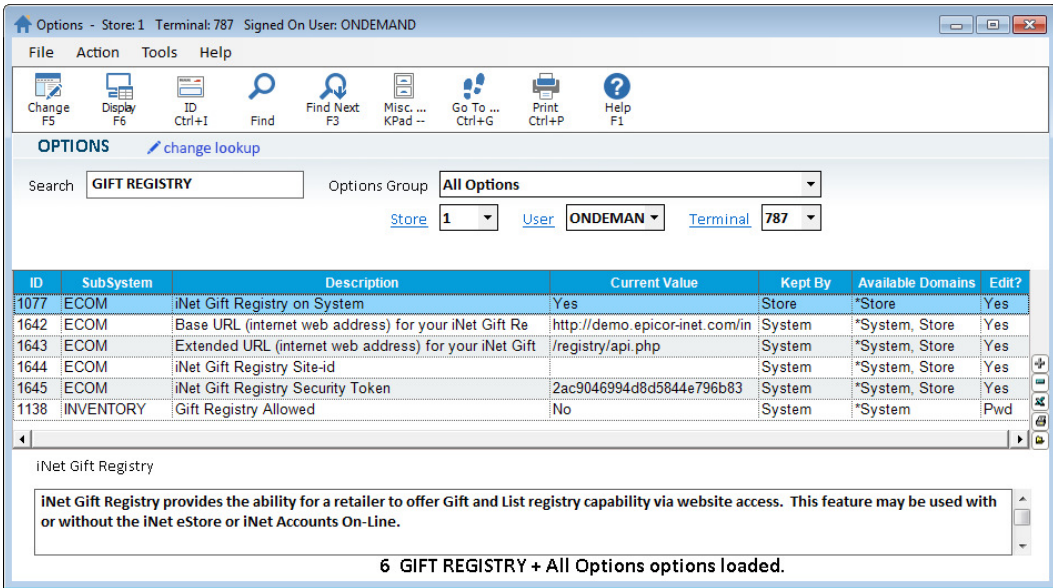 Options - Store: 1 Terminal: 787 Signed On User: ONDEMAND
File Action Tools Help
Change F5
Display F6
ID Ctrl+I
Find
Find Next F3
Misc. ... KPad --
Go To ... Ctrl+G
Print Ctrl+P
Help F1
OPTIONS change lookup
Search GIFT REGISTRY Options Group All Options
Store 1 User ONDEMAN Terminal 787
ID SubSystem Description Current Value Kept By Available Domains Edit?
1077 ECOM iNet Gift Registry on System Yes Store *Store Yes
1642 ECOM Base URL (internet web address) for your iNet Gift Re http://demo.epicor-inet.com/in System *System, Store Yes
1643 ECOM Extended URL (internet web address) for your iNet Gift /registry/api.php System *System, Store Yes
1644 ECOM iNet Gift Registry Site-id System *System, Store Yes
1645 ECOM iNet Gift Registry Security Token 2ac9046994d8d5844e796b83 System *System, Store Yes
1138 INVENTORY Gift Registry Allowed No System *System Pwd
iNet Gift Registry
iNet Gift Registry provides the ability for a retailer to offer Gift and List registry capability via website access. This feature may be used with
or without the iNet eStore or iNet Accounts On-Line.
6 GIFT REGISTRY + All Options options loaded.